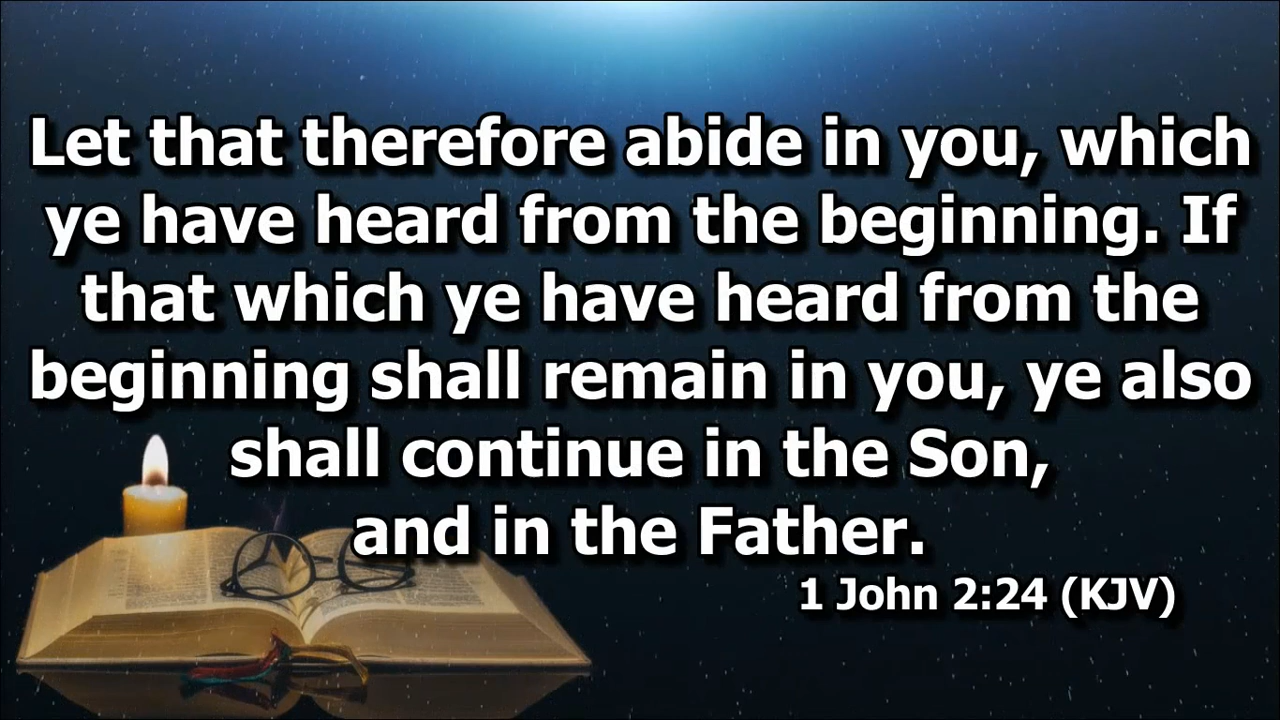 Let that therefore abide in you, which
ye have heard from the beginning. If
that which ye have heard from the
beginning shall remain in you, ye also
shall continue in the Son,
and in the Father.
1 John 2:24 (KJV)